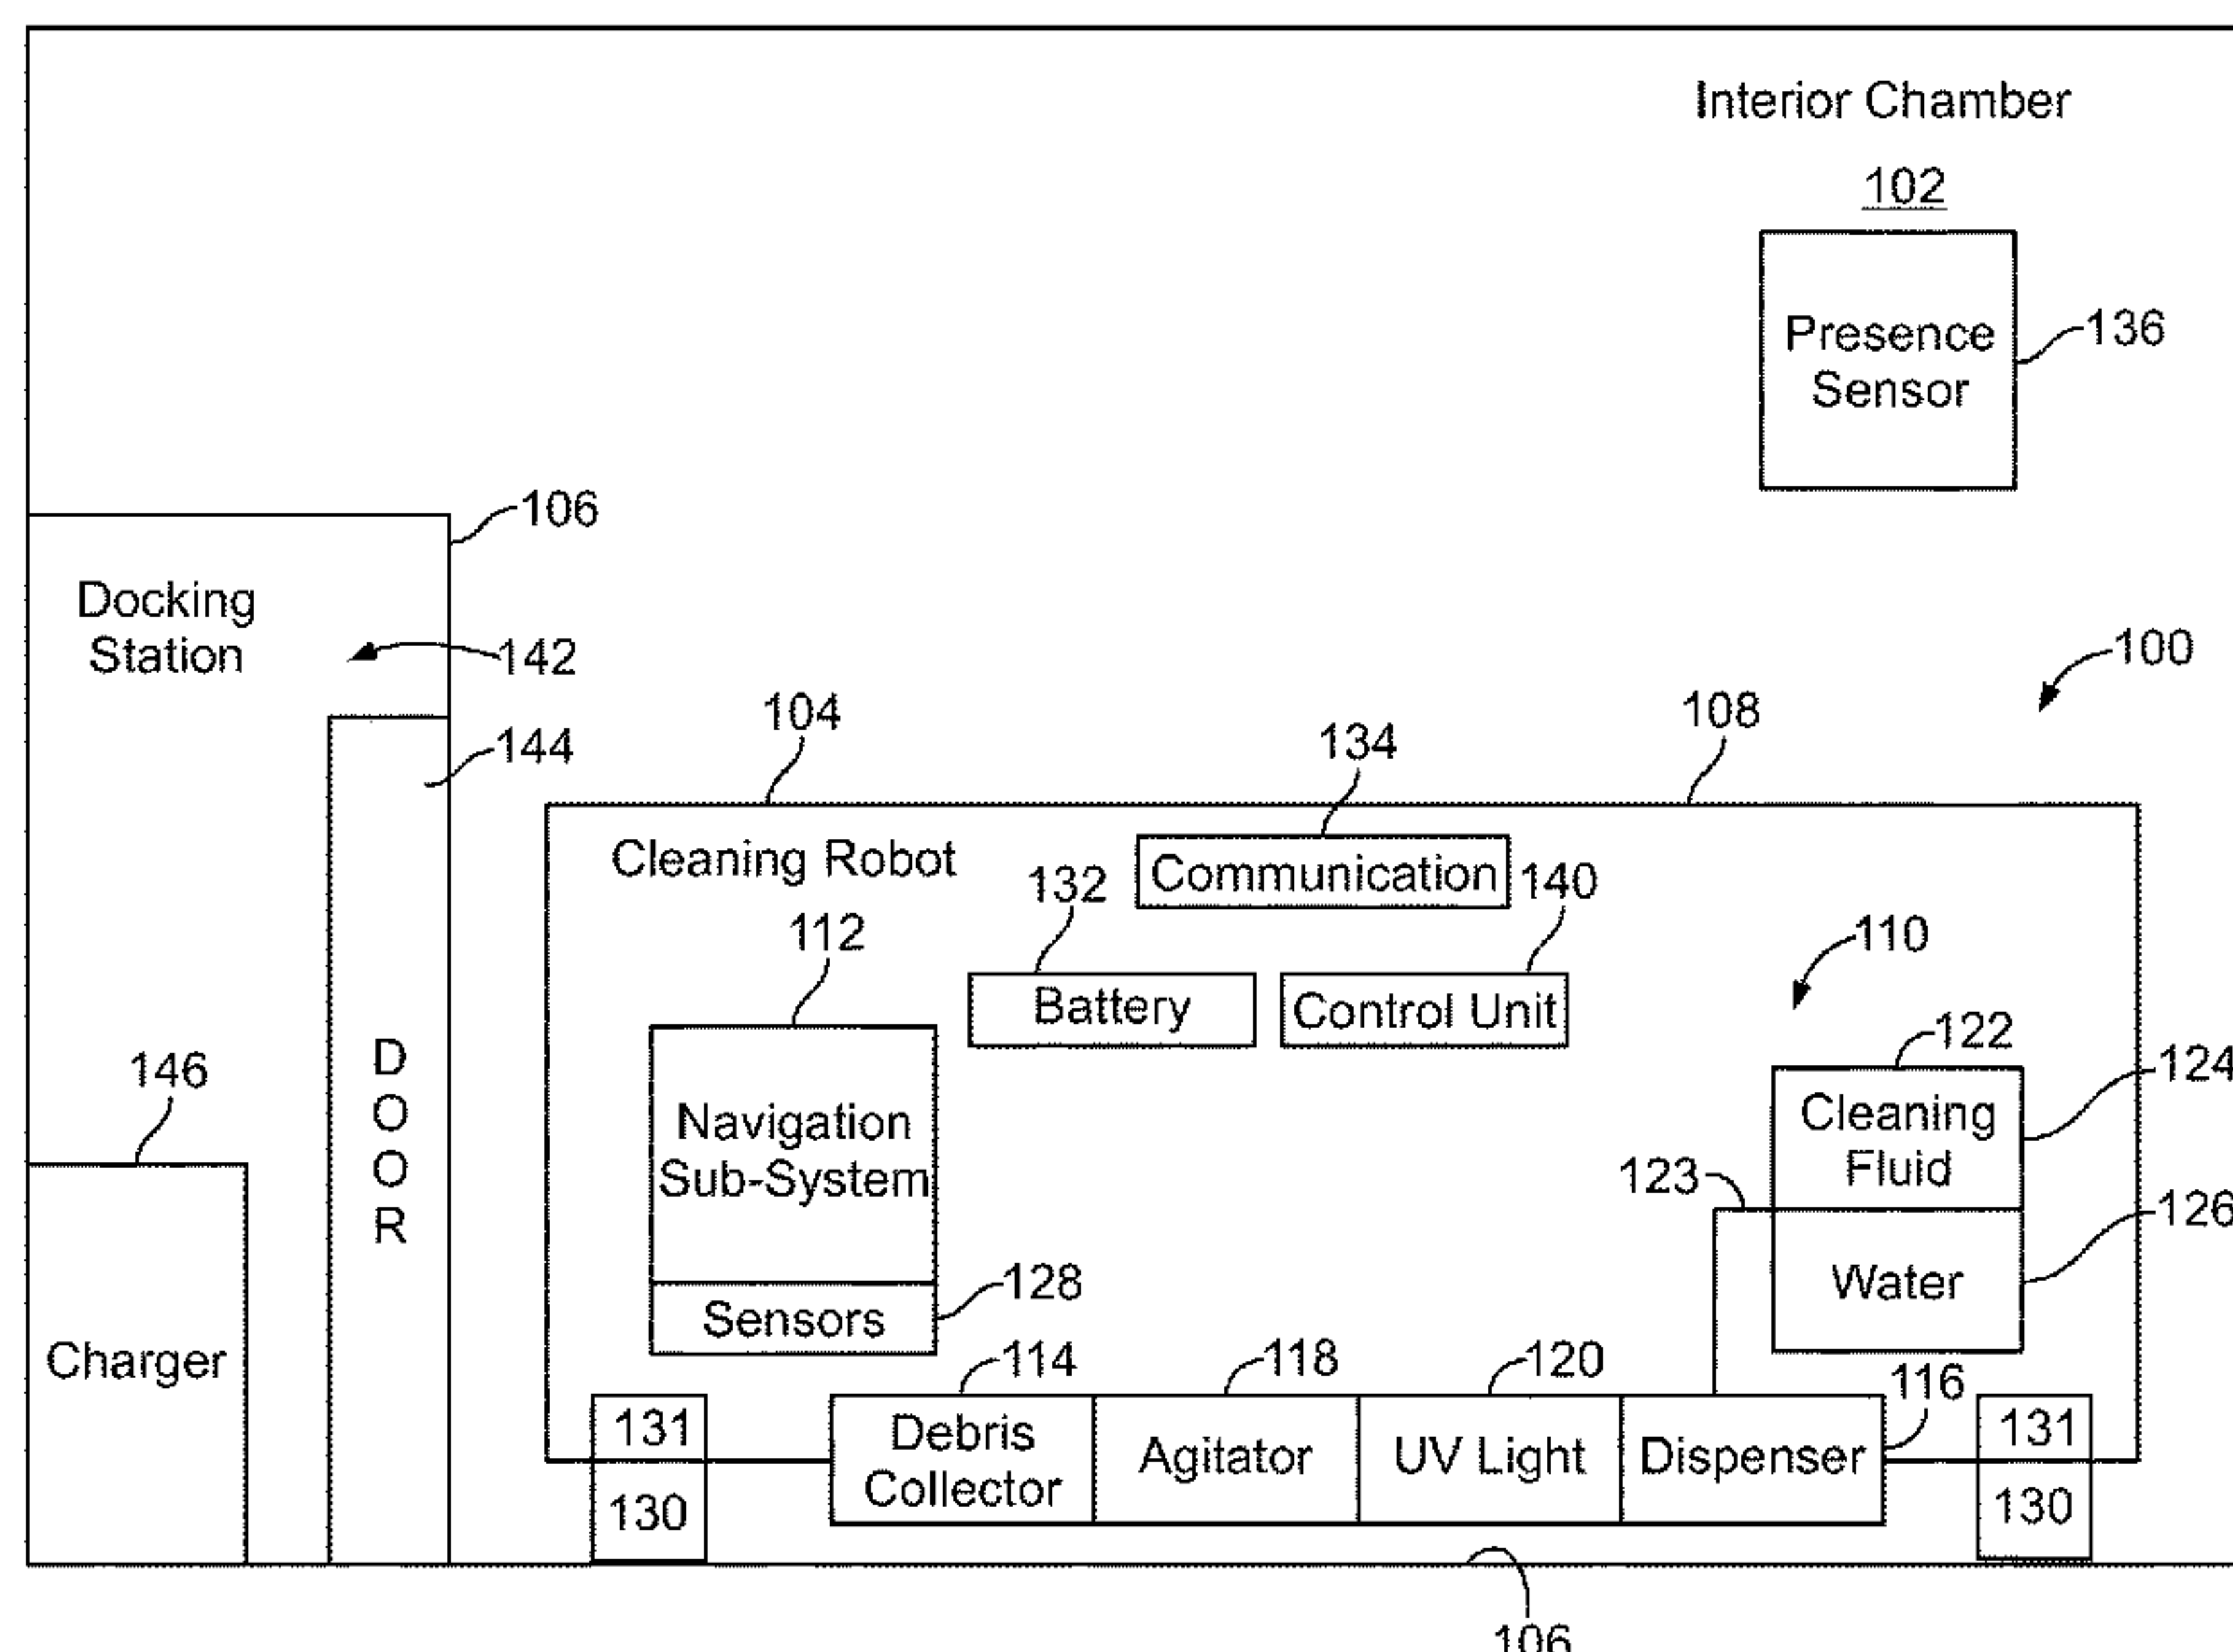 Interior Chamber
102
Presence
Sensor
136
106
Docking
Station
142
100
104
108
134
144
Cleaning Robot
Communication
132
140
112
110
Battery
Control Unit
122
124
146
D
O
O
R
Navigation
Sub-System
Cleaning
Fluid
123
126
Water
128
Sensors
Charger
114
118
120
116
131
Debris
Collector
Agitator
UV Light
Dispenser
131
130
130
106